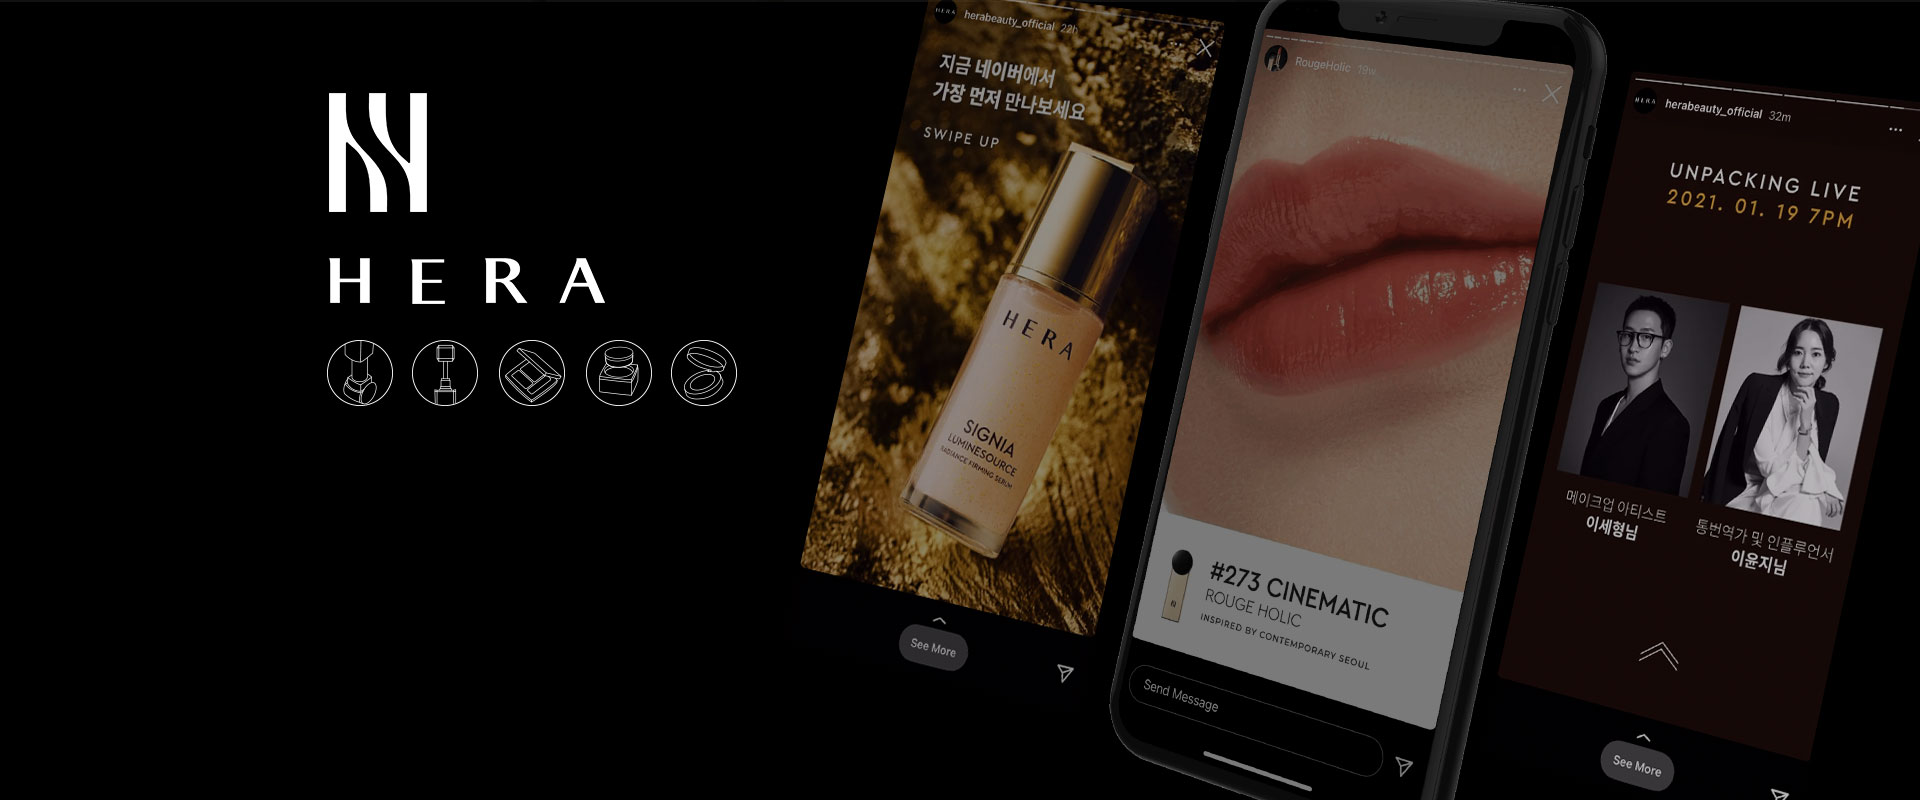 HERA
HERA
herabeauty_official 22h
지금 네이버에서
가장 먼저 만나보세요
SWIPE UP
HERA
SIGNIA
LUMINESOURCE
RADIANCE FIRMING SERUM
See More
RougeHolic 19w
#273 CINEMATIC
ROUGE HOLIC
INSPIRED BY CONTEMPORARY SEOUL
Send Message
HERA
herabeauty_official 32m
UNPACKING LIVE
2021. 01. 19 7PM
메이크업 아티스트
이세형님
통번역가 및 인플루언서
이윤지님
See More